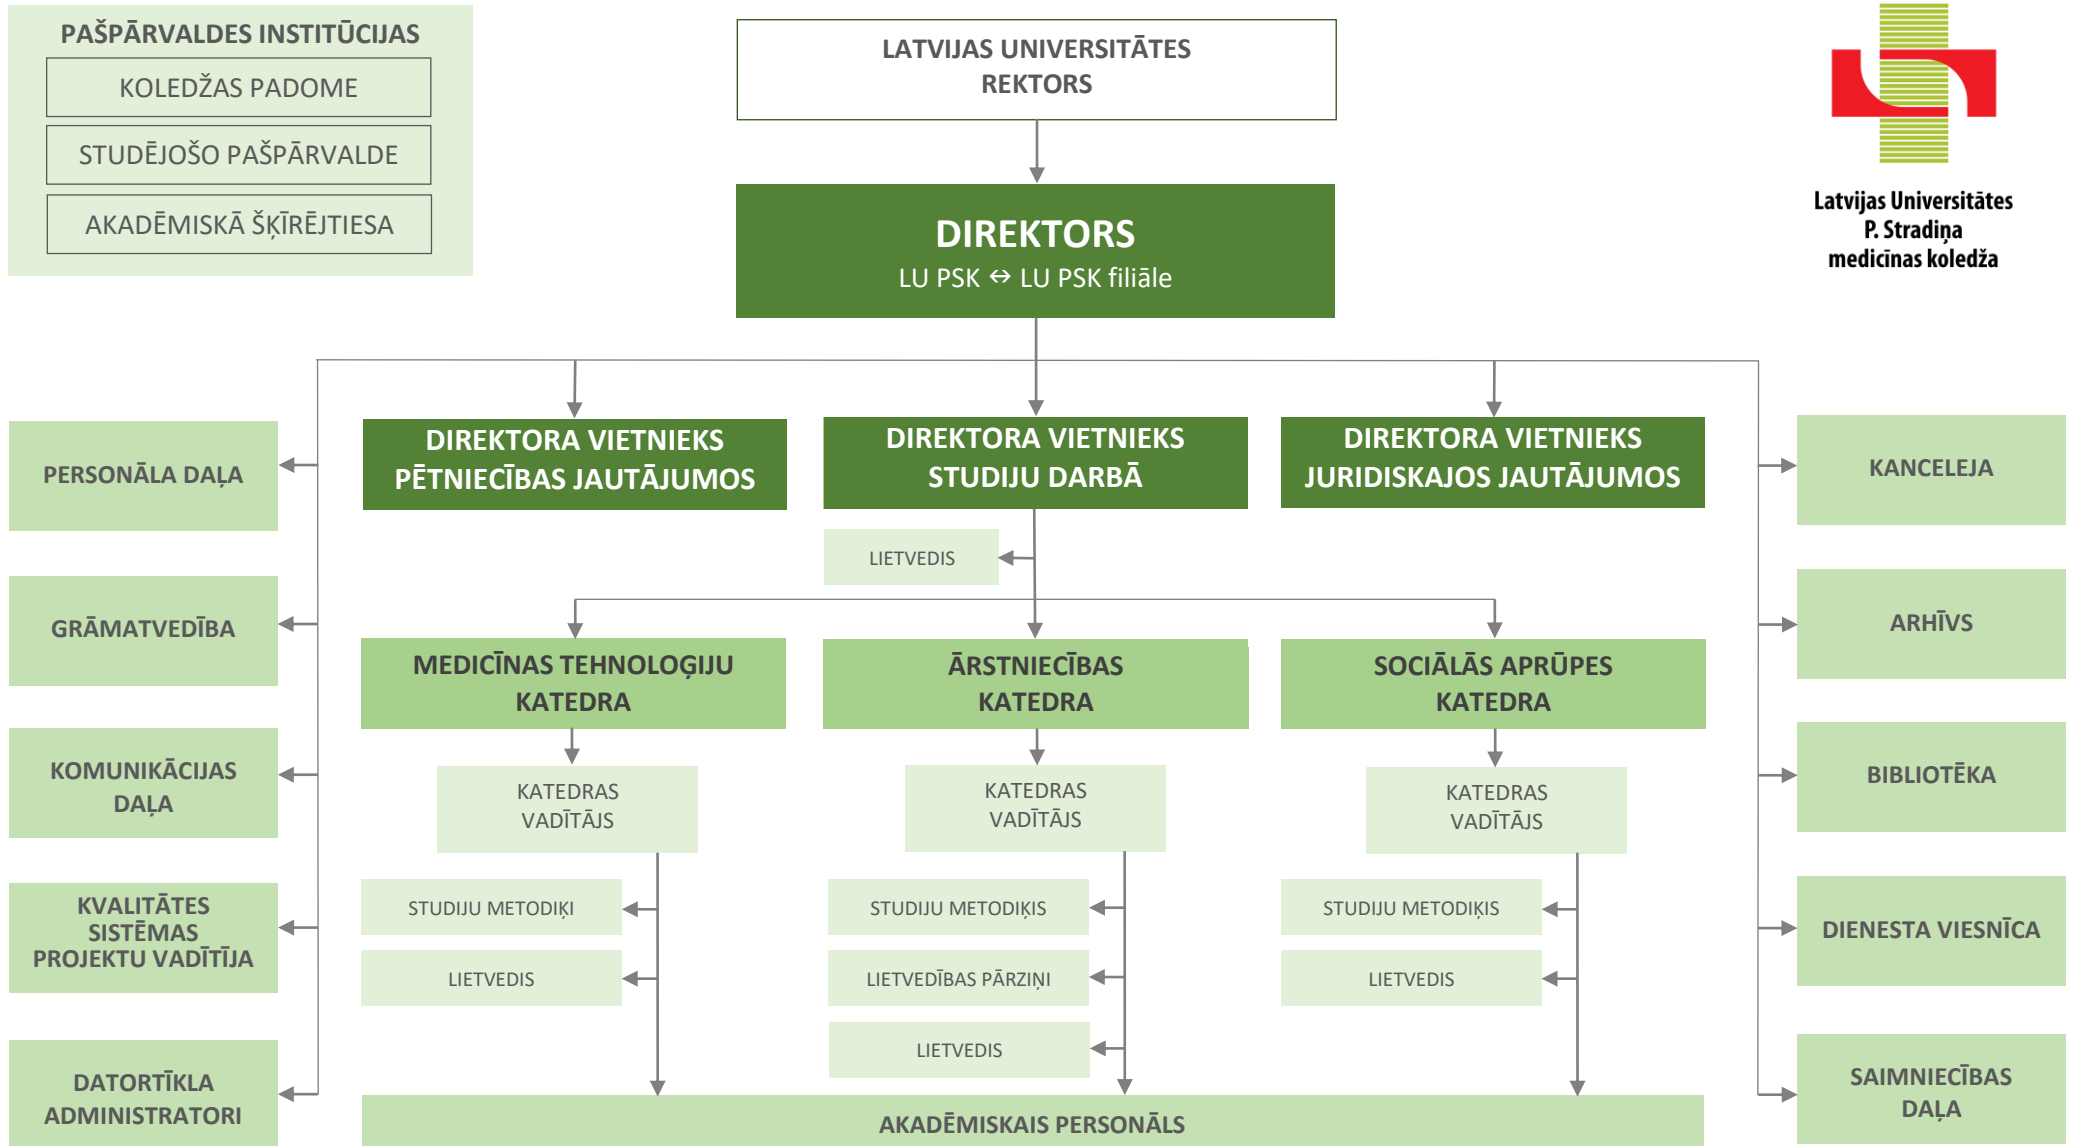 PAŠPĀRVALDES INSTITŪCIJAS
KOLEDŽAS PADOME
STUDĒJOŠO PAŠPĀRVALDE
AKADĒMISKĀ ŠĶĪRĒJTIESA
LATVIJAS UNIVERSITĀTES
REKTORS
Latvijas Universitātes
P. Stradiņa
medicīnas koledža
DIREKTORS
LU PSK ↔ LU PSK filiāle
DIREKTORA VIETNIEKS
PĒTNIECĪBAS JAUTĀJUMOS
DIREKTORA VIETNIEKS
STUDIJU DARBĀ
DIREKTORA VIETNIEKS
JURIDISKAJOS JAUTĀJUMOS
PERSONĀLA DAĻA
GRĀMATVEDĪBA
KOMUNIKĀCIJAS
DAĻA
KVALITĀTES
SISTĒMAS
PROJEKTU VADĪTĪJA
DATORTĪKLA
ADMINISTRATORI
LIETVEDIS
MEDICĪNAS TEHNOLOĢIJU
KATEDRA
KATEDRAS
VADĪTĀJS
STUDIJU METODIĶI
LIETVEDIS
ĀRSTNIECĪBAS
KATEDRA
KATEDRAS
VADĪTĀJS
STUDIJU METODIĶIS
LIETVEDĪBAS PĀRZIŅI
LIETVEDIS
SOCIĀLĀS APRŪPES
KATEDRA
KATEDRAS
VADĪTĀJS
STUDIJU METODIĶIS
LIETVEDIS
AKADĒMISKAIS PERSONĀLS
KANCELEJA
ARHĪVS
BIBLIOTĒKA
DIENESTA VIESNĪCA
SAIMNIECĪBAS
DAĻA